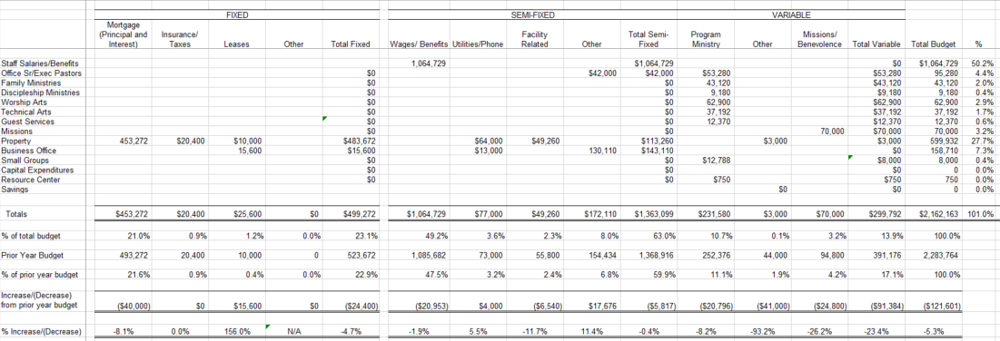 FIXED SEMI-FIXED VARIABLE
Mortgage (Principal and Interest) Insurance/ Taxes Leases Other Total Fixed Wages/ Benefits Utilities/Phone Facility Related Other Total Semi-Fixed Program Ministry Other Missions/ Benevolence Total Variable Total Budget %
Staff Salaries/Benefits 1,064,729 $1,064,729 $0 $1,064,729 50.2%
Office Sr/Exec Pastors $0 $42,000 $42,000 $53,280 $53,280 95,280 4.4%
Family Ministries $0 $0 43,120 $43,120 43,120 2.0%
Discipleship Ministries $0 $0 9,180 $9,180 9,180 0.4%
Worship Arts $0 $0 62,900 $62,900 62,900 2.9%
Technical Arts $0 $0 37,192 $37,192 37,192 1.7%
Guest Services $0 $0 12,370 $12,370 12,370 0.6%
Missions $0 $0 70,000 $70,000 70,000 3.2%
Property 453,272 $20,400 $10,000 $483,672 $64,000 $49,260 $113,260 $3,000 $3,000 599,932 27.7%
Business Office 15,600 $15,600 $13,000 130,110 $143,110 $0 158,710 7.3%
Small Groups $0 $0 $12,788 $8,000 8,000 0.4%
Capital Expenditures $0 $0 $0 0 0.0%
Resource Center $0 $0 $750 $750 750 0.0%
Savings $0 $0 0 0.0%
Totals $453,272 $20,400 $25,600 $0 $499,272 $1,064,729 $77,000 $49,260 $172,110 $1,363,099 $231,580 $3,000 $70,000 $299,792 $2,162,163 101.0%
% of total budget 21.0% 0.9% 1.2% 0.0% 23.1% 49.2% 3.6% 2.3% 8.0% 63.0% 10.7% 0.1% 3.2% 13.9% 100.0%
Prior Year Budget 493,272 20,400 10,000 0 523,672 1,085,682 73,000 55,800 154,434 1,368,916 252,376 44,000 94,800 391,176 2,283,764
% of prior year budget 21.6% 0.9% 0.4% 0.0% 22.9% 47.5% 3.2% 2.4% 6.8% 59.9% 11.1% 1.9% 4.2% 17.1% 100.0%
Increase/(Decrease)
from prior year budget ($40,000) $0 $15,600 $0 ($24,400) ($20,953) $4,000 ($6,540) $17,676 ($5,817) ($20,796) ($41,000) ($24,800) ($91,384) ($121,601)
% Increase/(Decrease) -8.1% 0.0% 156.0% N/A -4.7% -1.9% 5.5% -11.7% 11.4% -0.4% -8.2% -93.2% -26.2% -23.4% -5.3%